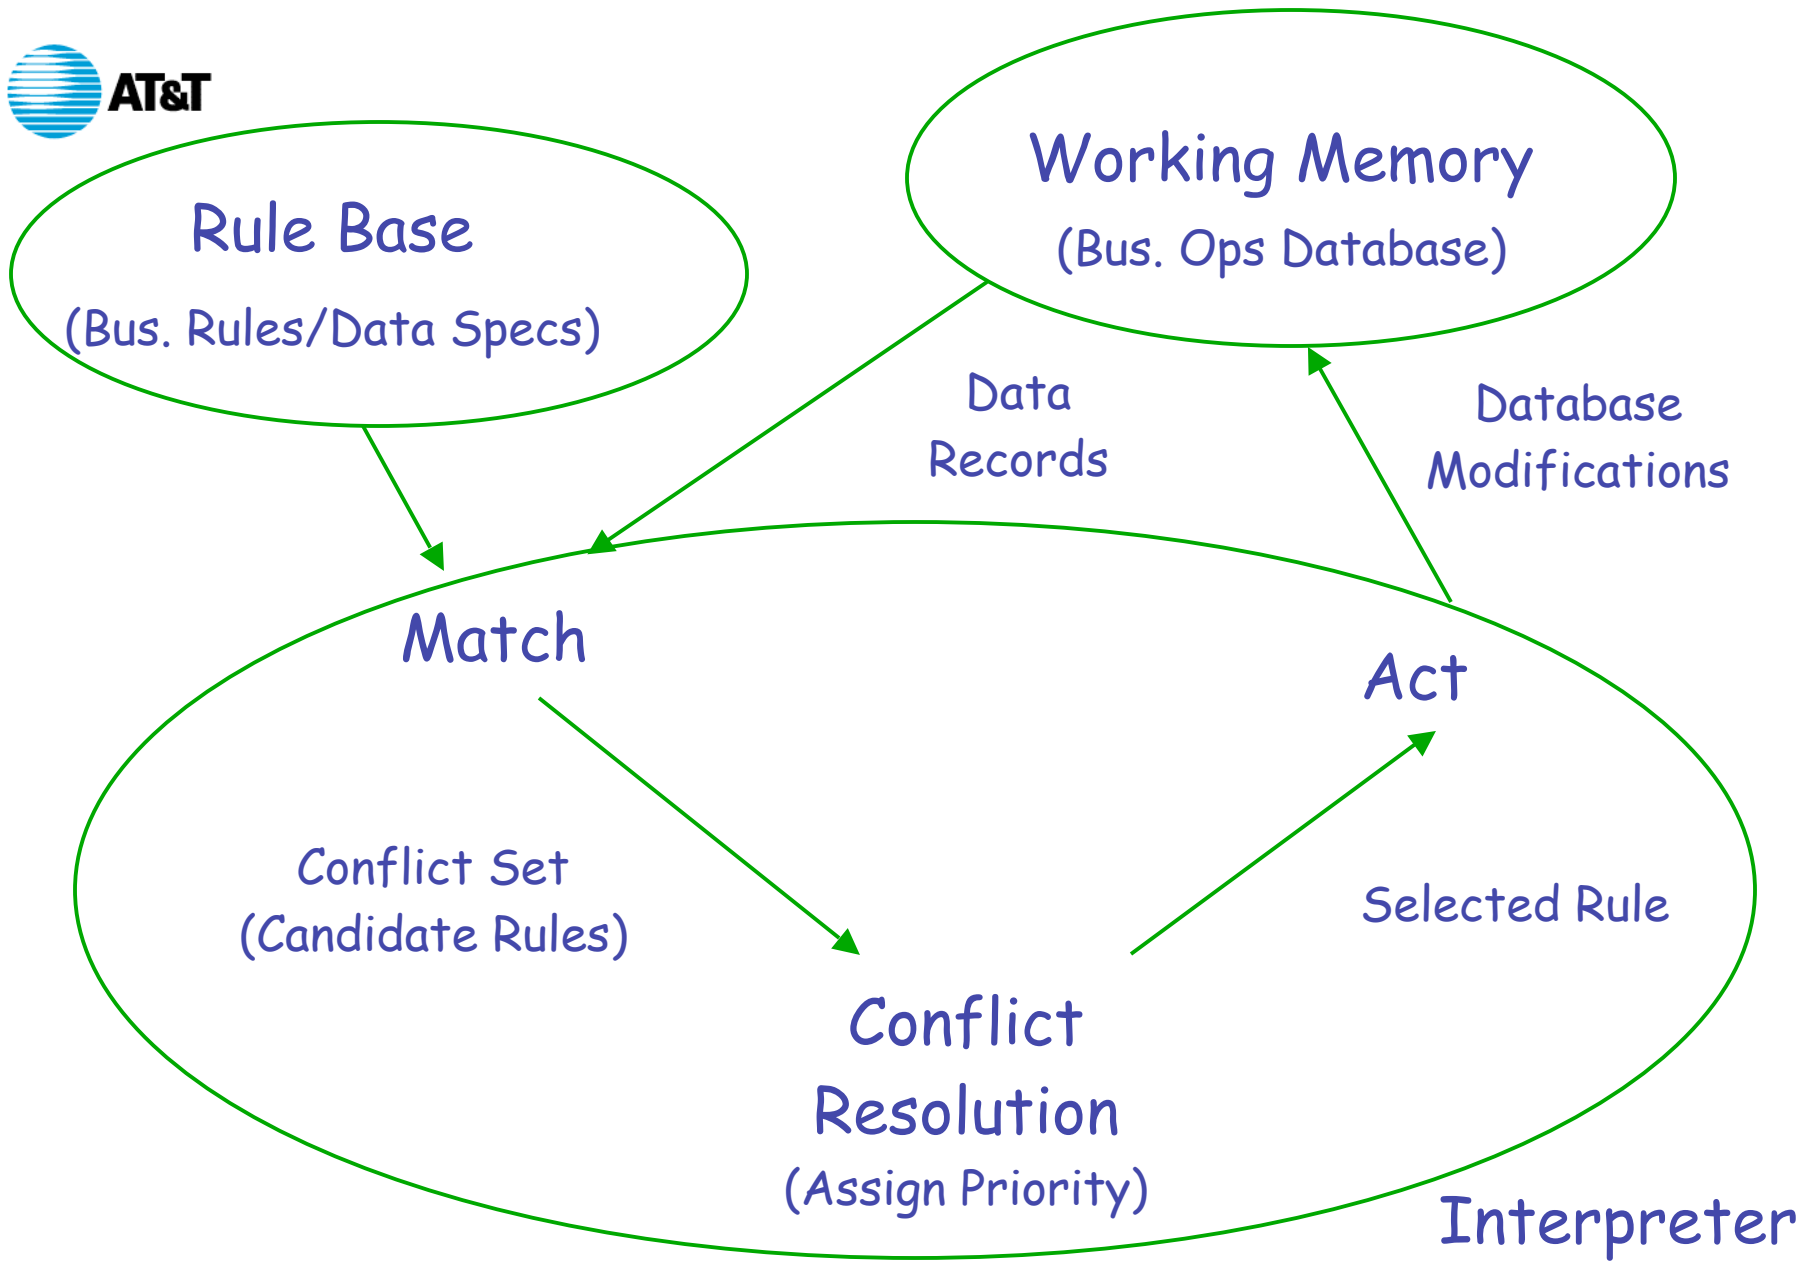 AT&T
Rule Base
(Bus. Rules/Data Specs)
Working Memory
(Bus. Ops Database)
Data
Records
Database
Modifications
Match
Act
Conflict Set
(Candidate Rules)
Selected Rule
Conflict
Resolution
(Assign Priority)
Interpreter